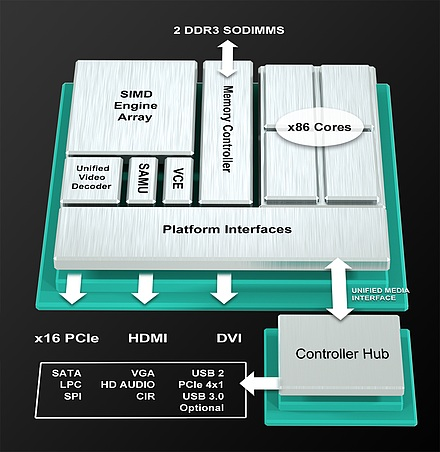 2 DDR3 SODIMMS
SIMD
Engine
Array
Memory Controller
x86 Cores
Unified
Video
Decoder
SAMU
VCE
Platform Interfaces
UNIFIED MEDIA
INTERFACE
x16 PCIe HDMI DVI
Controller Hub
SATA VGA USB 2
LPC HD AUDIO PCIe 4x1
SPI CIR USB 3.0
Optional